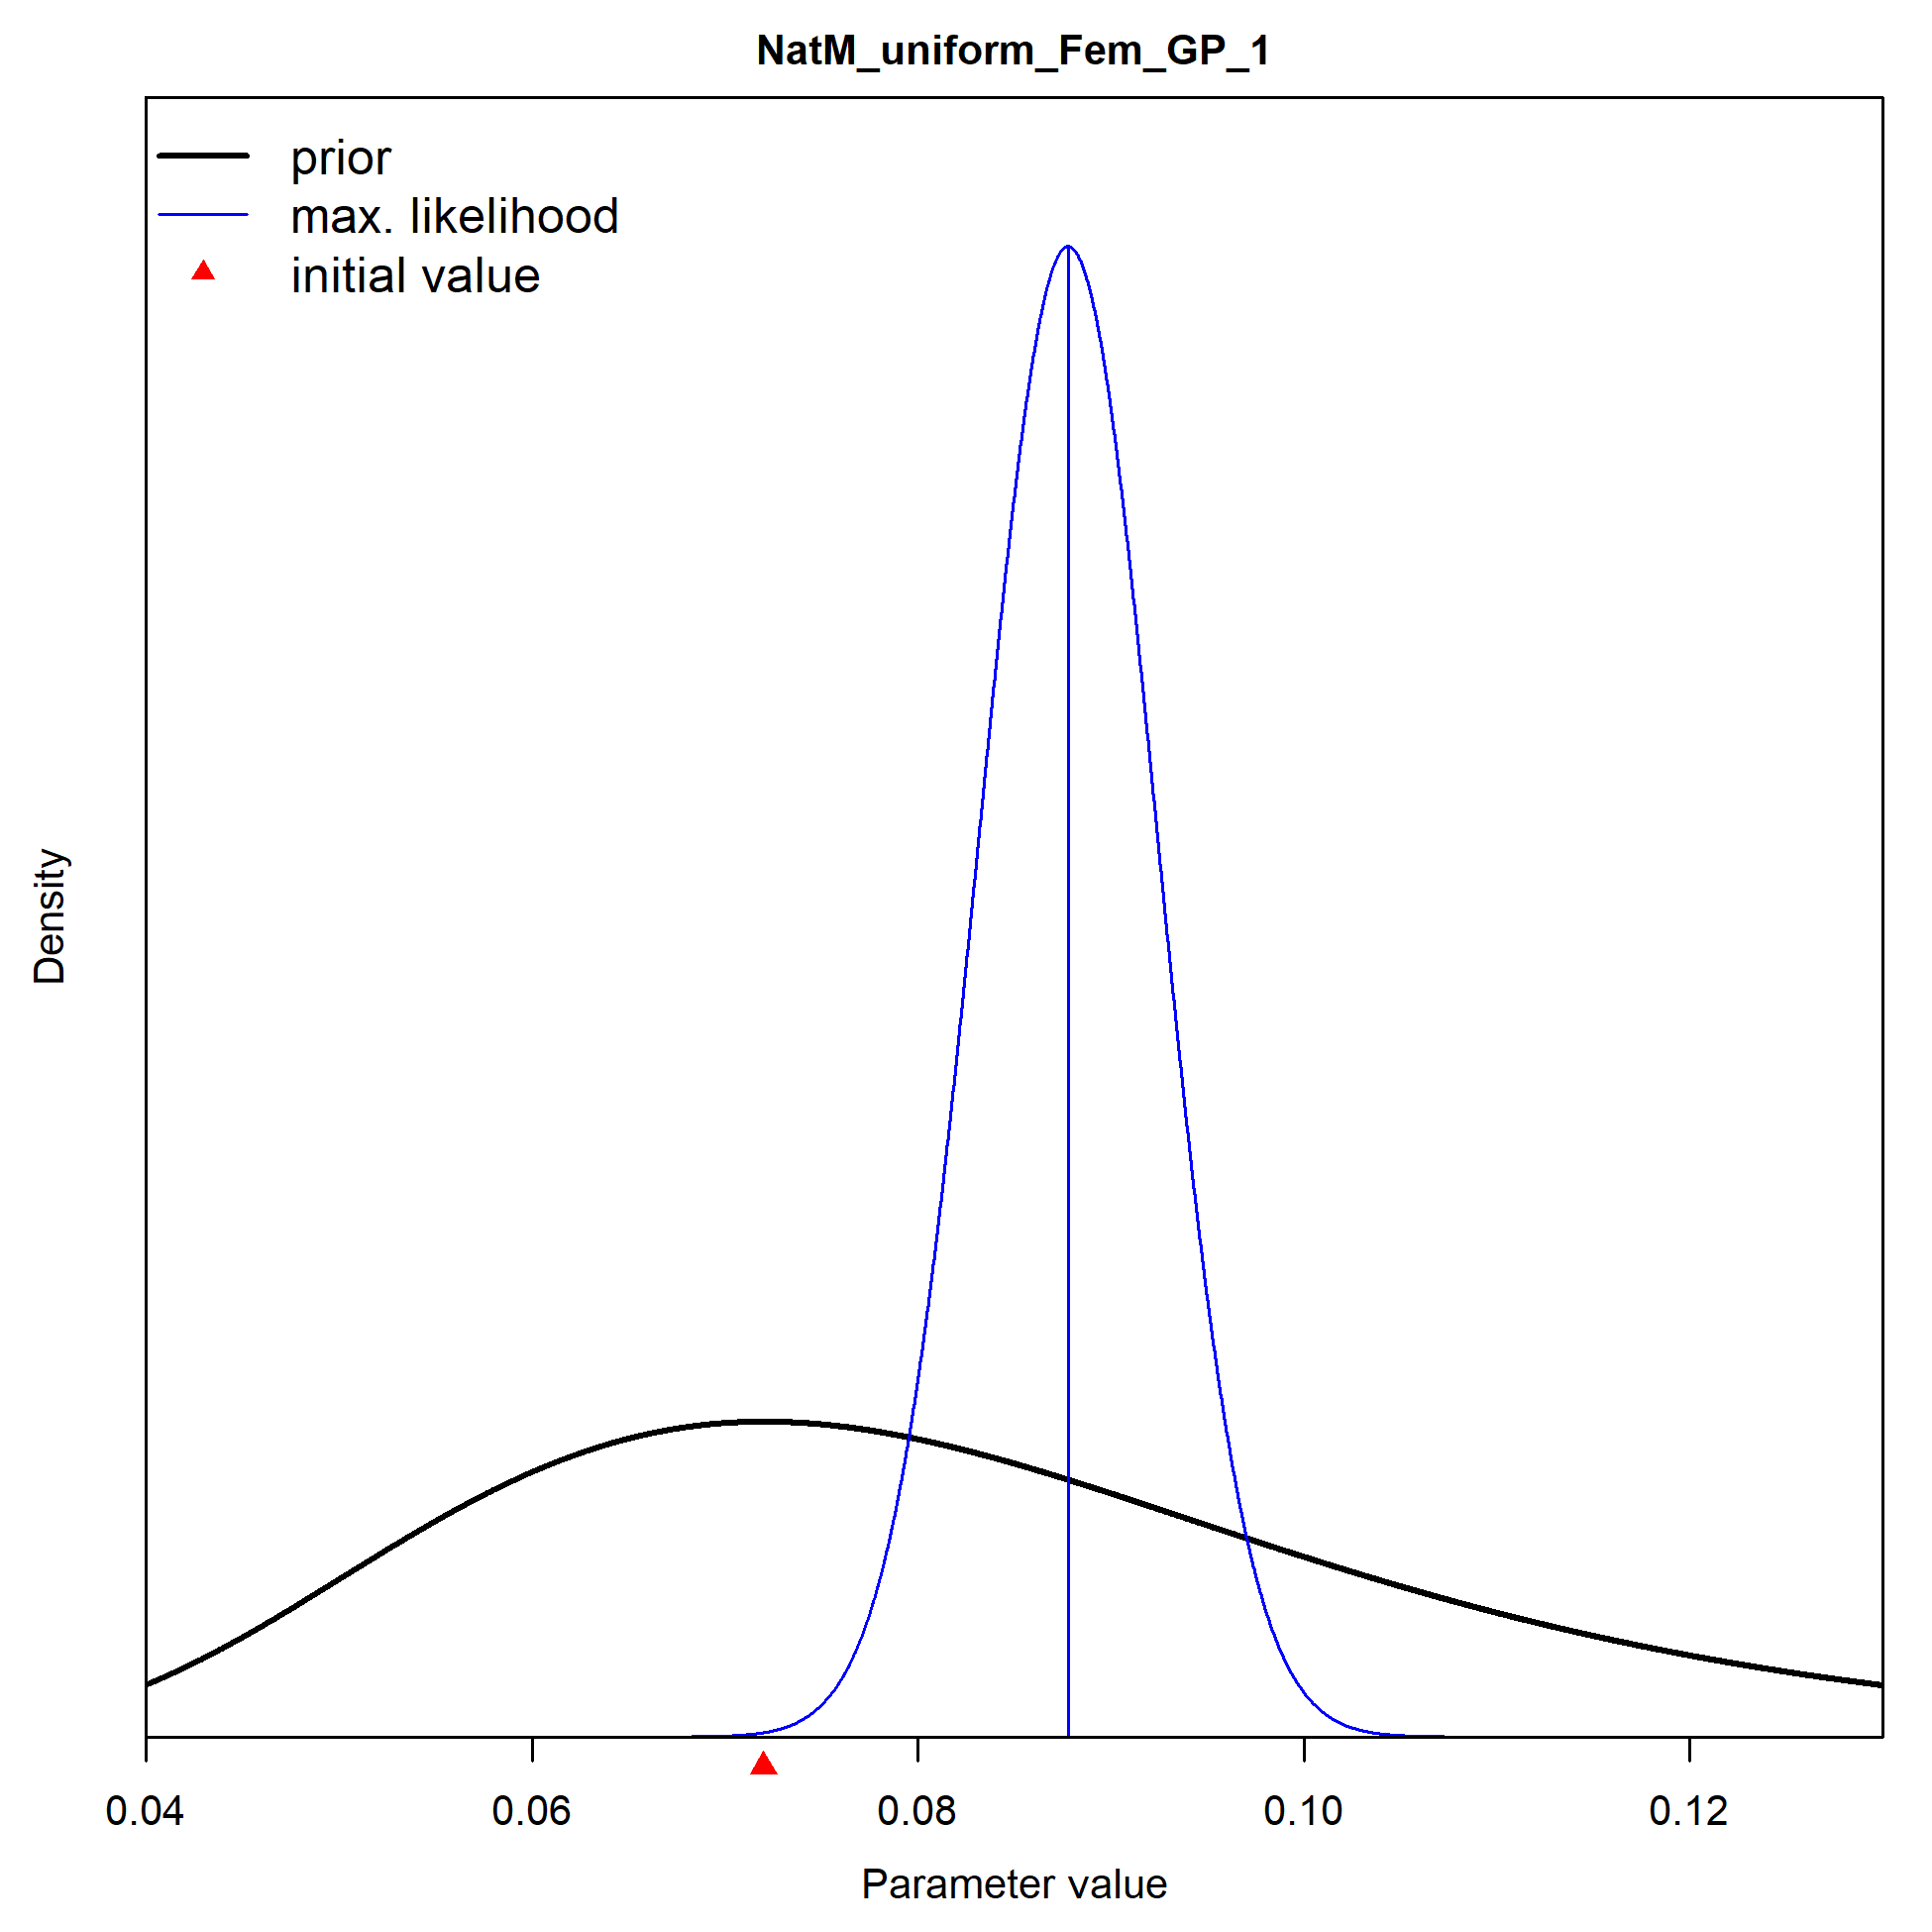 NatM_uniform_Fem_GP_1
prior
max. likelihood
initial value
Density
0.04 0.06 0.08 0.10 0.12
Parameter value